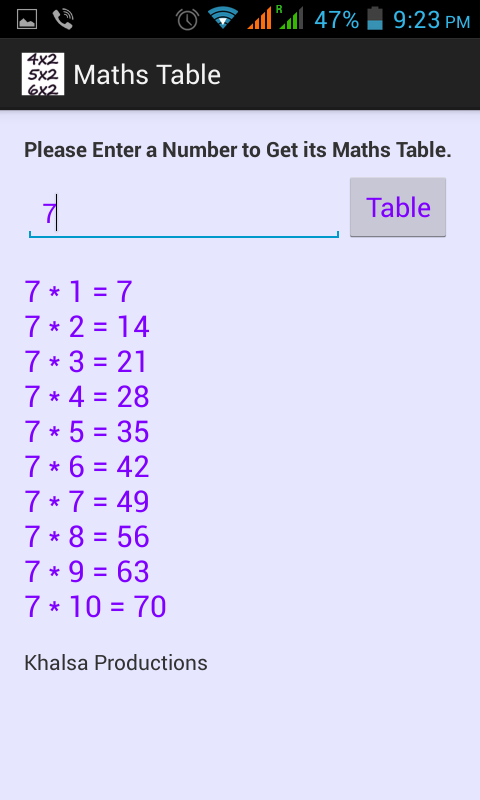 R
47%
9:23 PM
4x2
5x2
6x2
Maths Table
Please Enter a Number to Get its Maths Table.
7
Table
7 * 1 = 7
7 * 2 = 14
7 * 3 = 21
7 * 4 = 28
7 * 5 = 35
7 * 6 = 42
7 * 7 = 49
7 * 8 = 56
7 * 9 = 63
7 * 10 = 70
Khalsa Productions